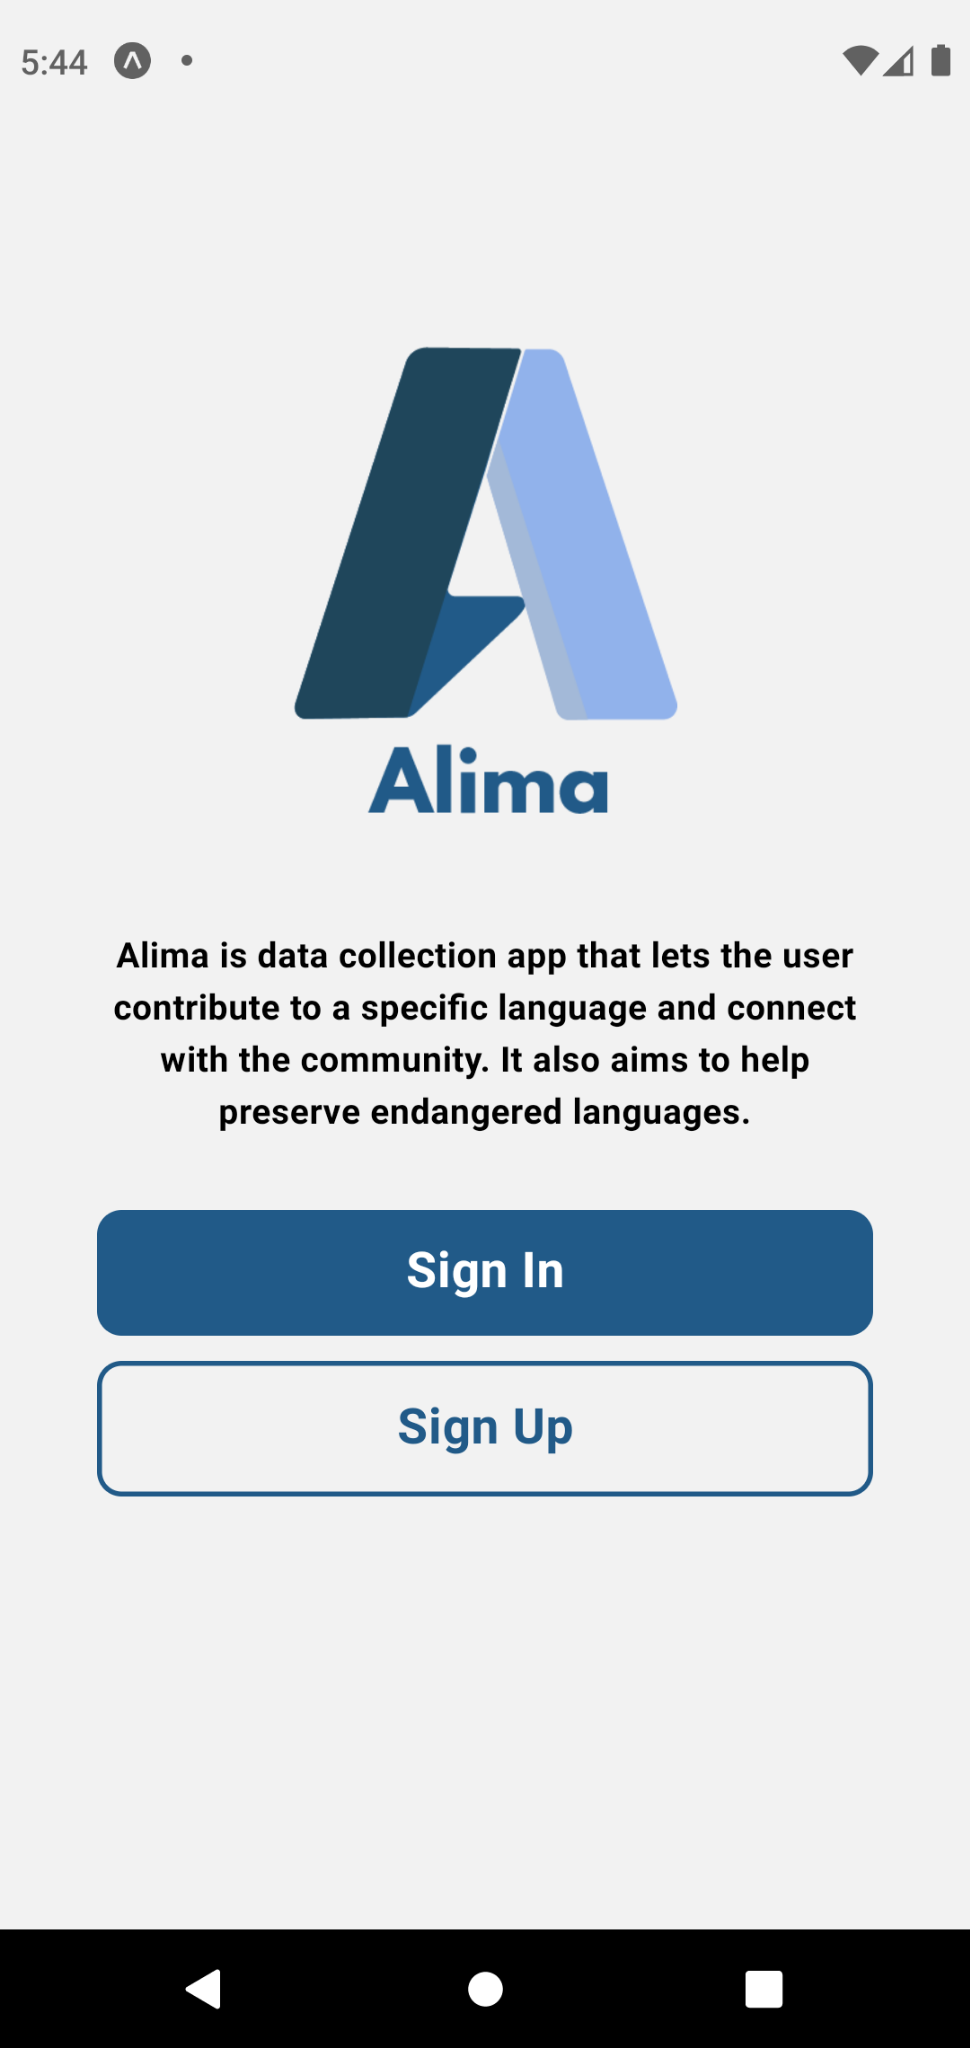 5:44
Alima
Alima is data collection app that lets the user
contribute to a specific language and connect
with the community. It also aims to help
preserve endangered languages.
Sign In
Sign Up